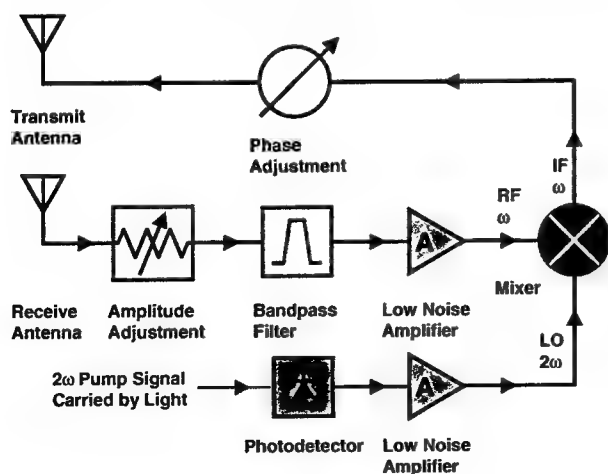 Transmit
Antenna
Phase
Adjustment
IF
ω
RF
ω
A
Mixer
Receive
Antenna
Amplitude
Adjustment
Bandpass
Filter
Low Noise
Amplifier
LO
2ω
2ω Pump Signal
Carried by Light
A
Photodetector
Low Noise
Amplifier